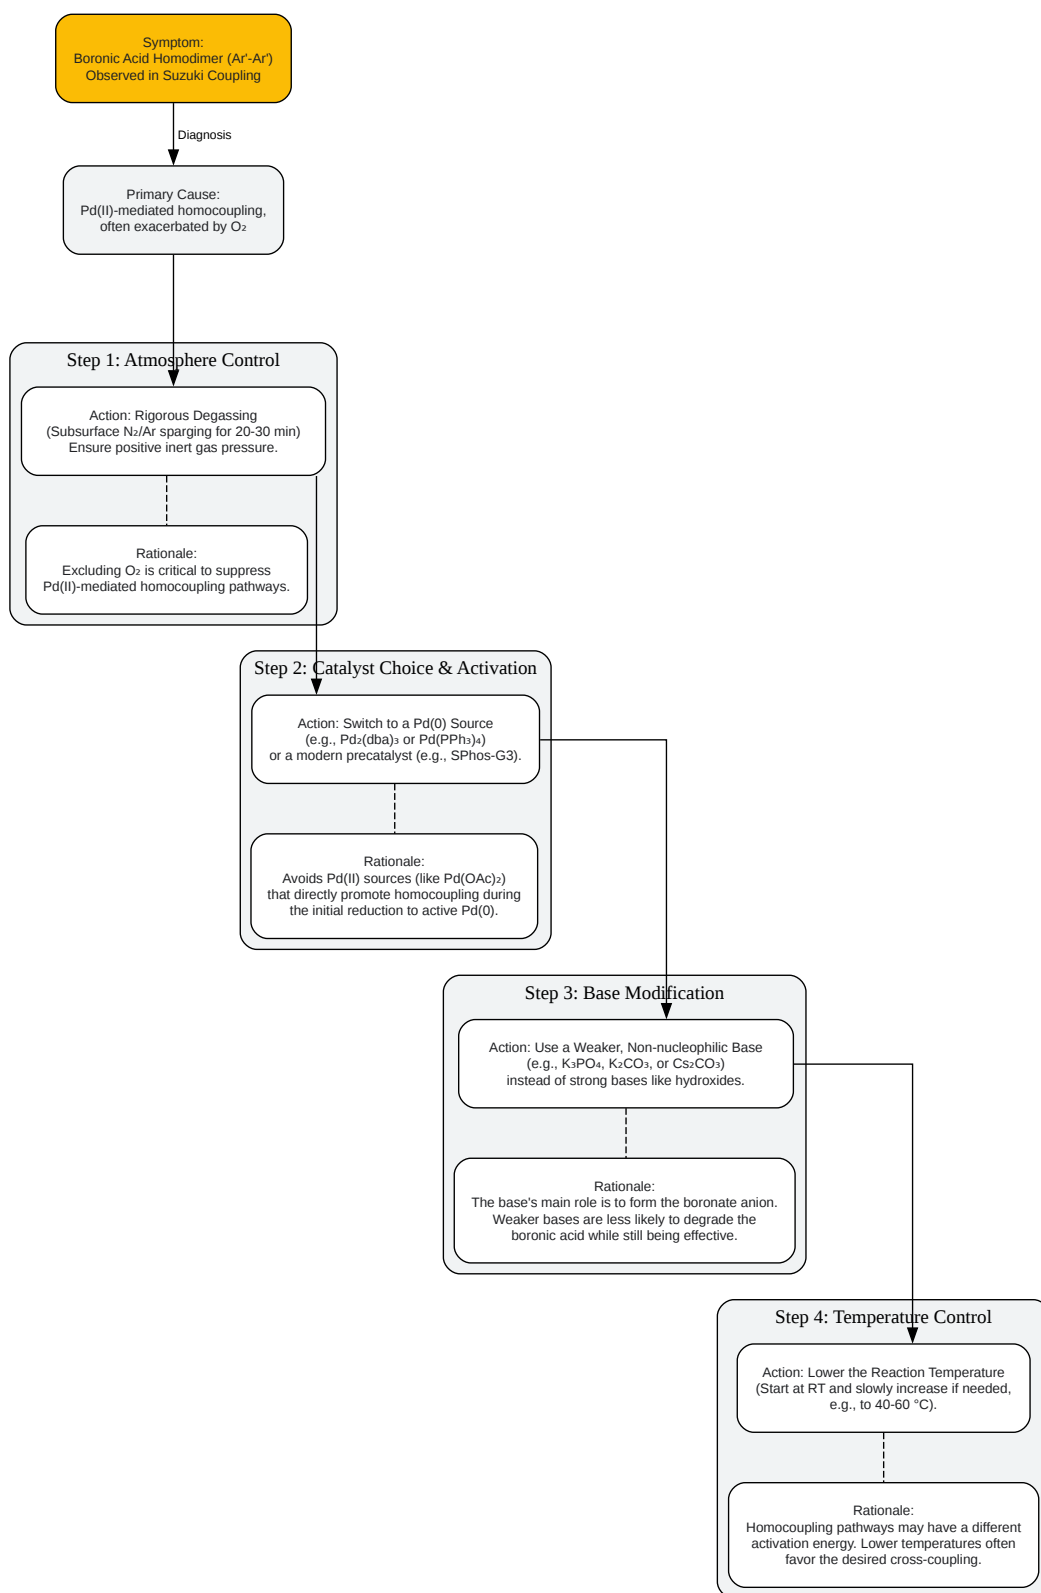 Symptom:
Boronic Acid Homodimer (Ar'-Ar')
Observed in Suzuki Coupling
Diagnosis
Primary Cause:
Pd(II)-mediated homocoupling,
often exacerbated by O₂
Step 1: Atmosphere Control
Action: Rigorous Degassing
(Subsurface N₂/Ar sparging for 20-30 min)
Ensure positive inert gas pressure.
Rationale:
Excluding O₂ is critical to suppress
Pd(II)-mediated homocoupling pathways.
Step 2: Catalyst Choice & Activation
Action: Switch to a Pd(0) Source
(e.g., Pd₂(dba)₃ or Pd(PPh₃)₄)
or a modern precatalyst (e.g., SPhos-G3).
Rationale:
Avoids Pd(II) sources (like Pd(OAc)₂)
that directly promote homocoupling during
the initial reduction to active Pd(0).
Step 3: Base Modification
Action: Use a Weaker, Non-nucleophilic Base
(e.g., K₃PO₄, K₂CO₃, or Cs₂CO₃)
instead of strong bases like hydroxides.
Rationale:
The base's main role is to form the boronate anion.
Weaker bases are less likely to degrade the
boronic acid while still being effective.
Step 4: Temperature Control
Action: Lower the Reaction Temperature
(Start at RT and slowly increase if needed,
e.g., to 40-60 °C).
Rationale:
Homocoupling pathways may have a different
activation energy. Lower temperatures often
favor the desired cross-coupling.